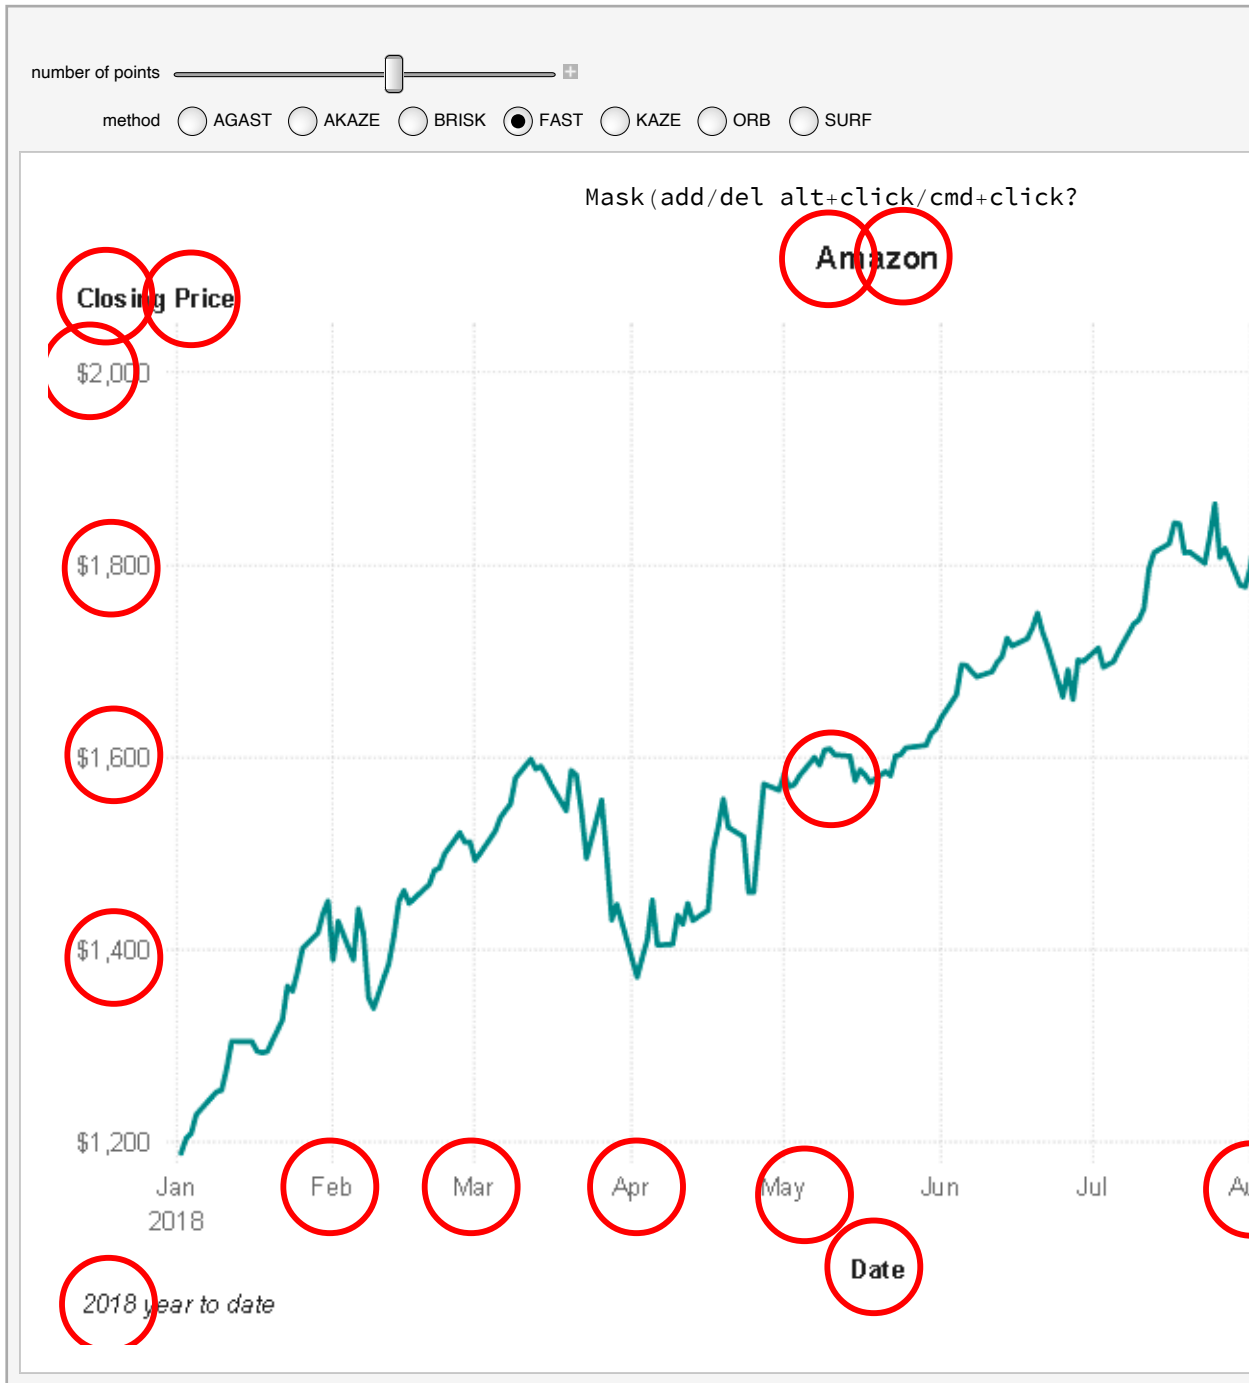 number of points
method AGAST AKAZE BRISK FAST KAZE ORB SURF
Mask(add/del alt+click/cmd+click?
Amazon
Closing Price
$2,000
$1,800
$1,600
$1,400
$1,200
Jan Feb Mar Apr May Jun Jul
2018
Date
2018 year to date